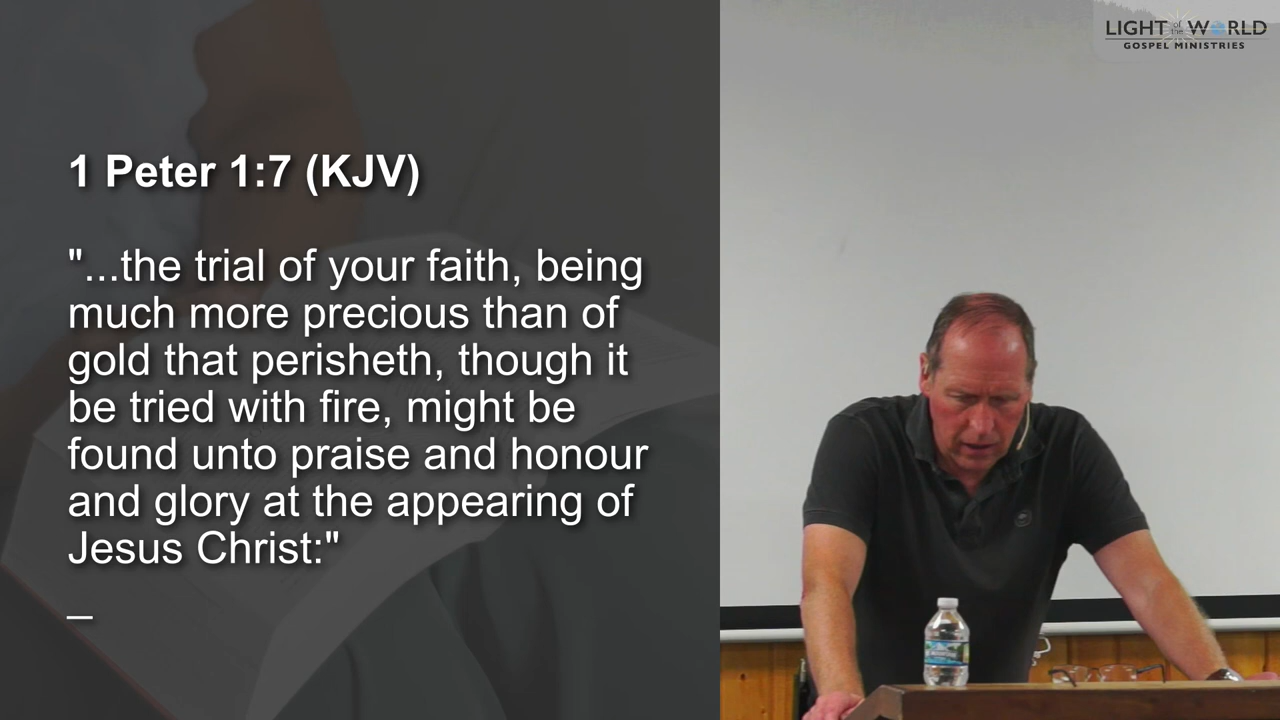 1 Peter 1:7 (KJV)
"...the trial of your faith, being
much more precious than of
gold that perisheth, though it
be tried with fire, might be
found unto praise and honour
and glory at the appearing of
Jesus Christ:"
_
LIGHT of the WORLD
GOSPEL MINISTRIES